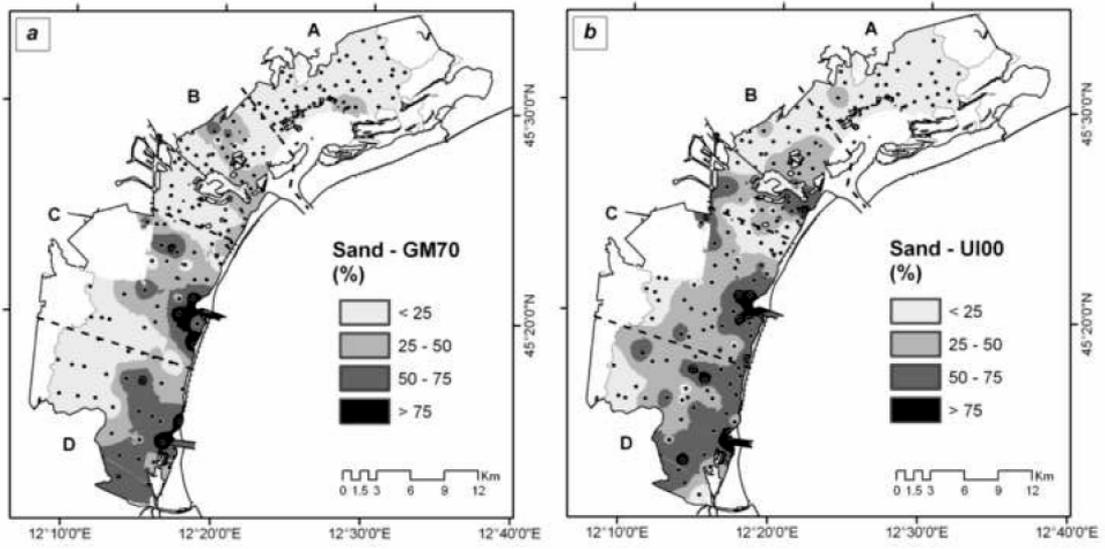 a
A
B
C
D
Sand - GM70
(%)
< 25
25 - 50
50 - 75
> 75
Km
0 1.5 3 6 9 12
45°30'0"N
45°20'0"N
12°10'0"E 12°20'0"E 12°30'0"E 12°40'0"E
b
A
B
C
D
Sand - UI00
(%)
< 25
25 - 50
50 - 75
> 75
Km
0 1.5 3 6 9 12
45°30'0"N
45°20'0"N
12°10'0"E 12°20'0"E 12°30'0"E 12°40'0"E